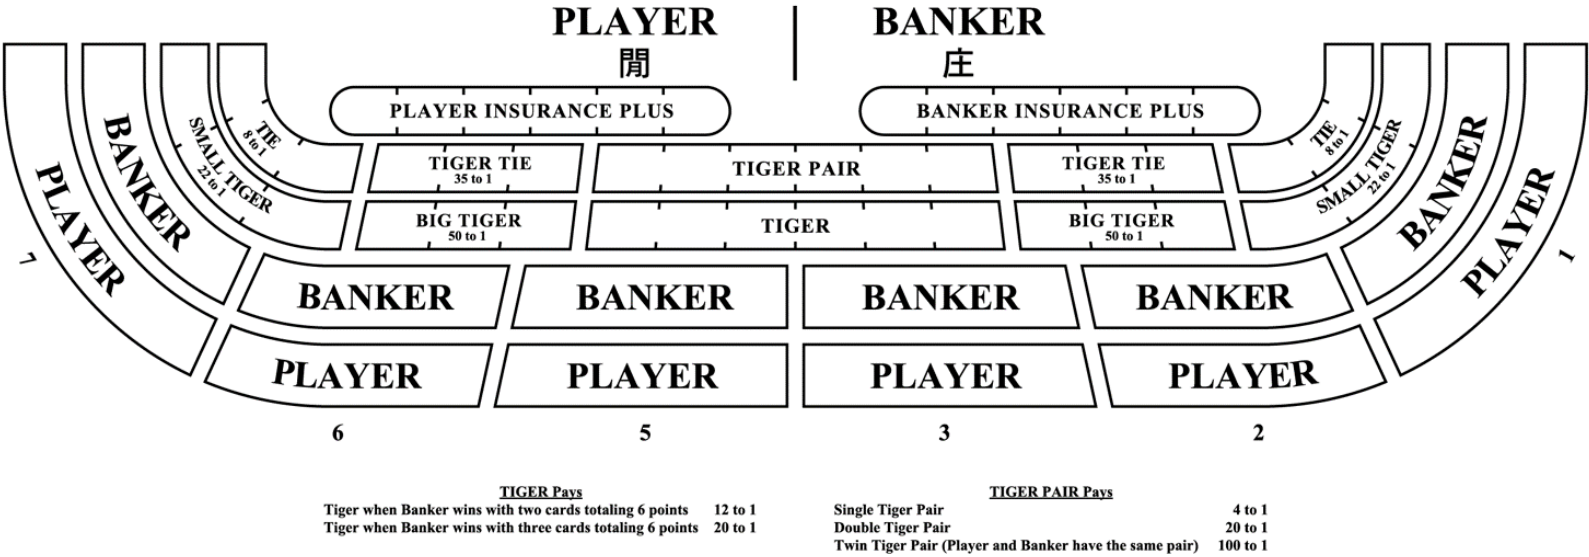 PLAYER
閒
BANKER
庄
PLAYER INSURANCE PLUS
BANKER INSURANCE PLUS
TIE
8 to 1
TIGER TIE
35 to 1
TIGER PAIR
TIGER TIE
35 to 1
TIE
8 to 1
SMALL TIGER
22 to 1
BIG TIGER
50 to 1
TIGER
BIG TIGER
50 to 1
SMALL TIGER
22 to 1
BANKER
BANKER
BANKER
BANKER
BANKER
BANKER
PLAYER
PLAYER
PLAYER
PLAYER
PLAYER
PLAYER
7
6
5
3
2
1
TIGER Pays
Tiger when Banker wins with two cards totaling 6 points 12 to 1
Tiger when Banker wins with three cards totaling 6 points 20 to 1
TIGER PAIR Pays
Single Tiger Pair 4 to 1
Double Tiger Pair 20 to 1
Twin Tiger Pair (Player and Banker have the same pair) 100 to 1